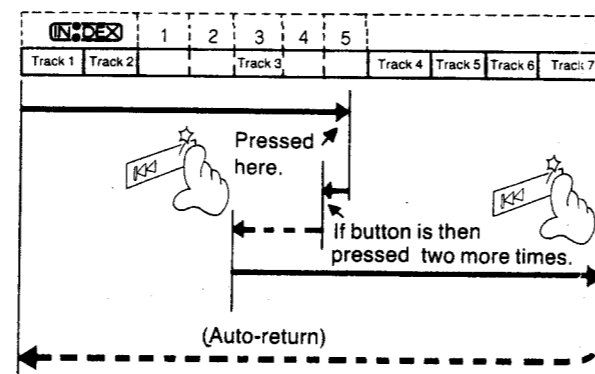 INDEX 1 2 3 4 5
Track 1 Track 2 Track 3 Track 4 Track 5 Track 6 Track 7
Pressed
here.
If button is then
pressed two more times.
(Auto-return)